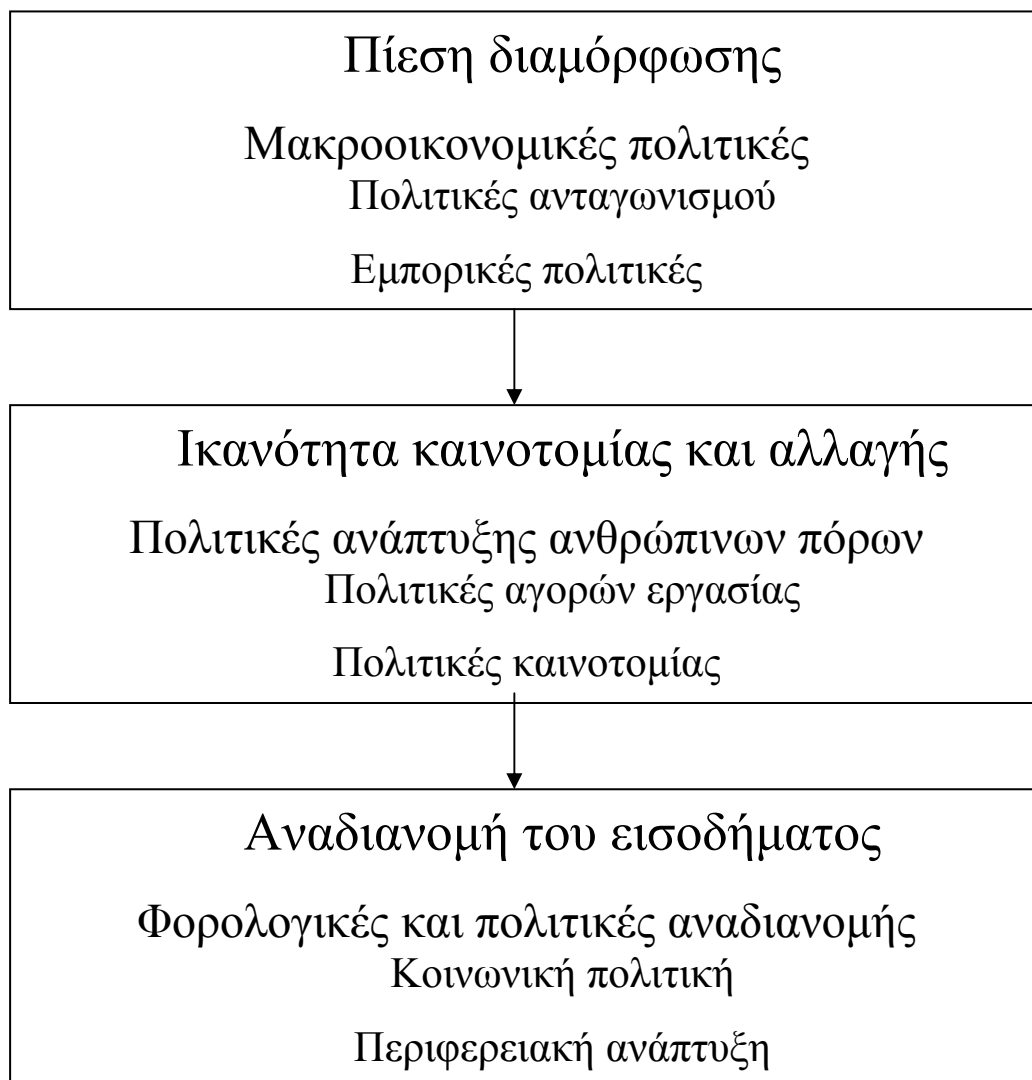 Πίεση διαμόρφωσης
Μακροοικονομικές πολιτικές
Πολιτικές ανταγωνισμού
Εμπορικές πολιτικές
Ικανότητα καινοτομίας και αλλαγής
Πολιτικές ανάπτυξης ανθρώπινων πόρων
Πολιτικές αγορών εργασίας
Πολιτικές καινοτομίας
Αναδιανομή του εισοδήματος
Φορολογικές και πολιτικές αναδιανομής
Κοινωνική πολιτική
Περιφερειακή ανάπτυξη